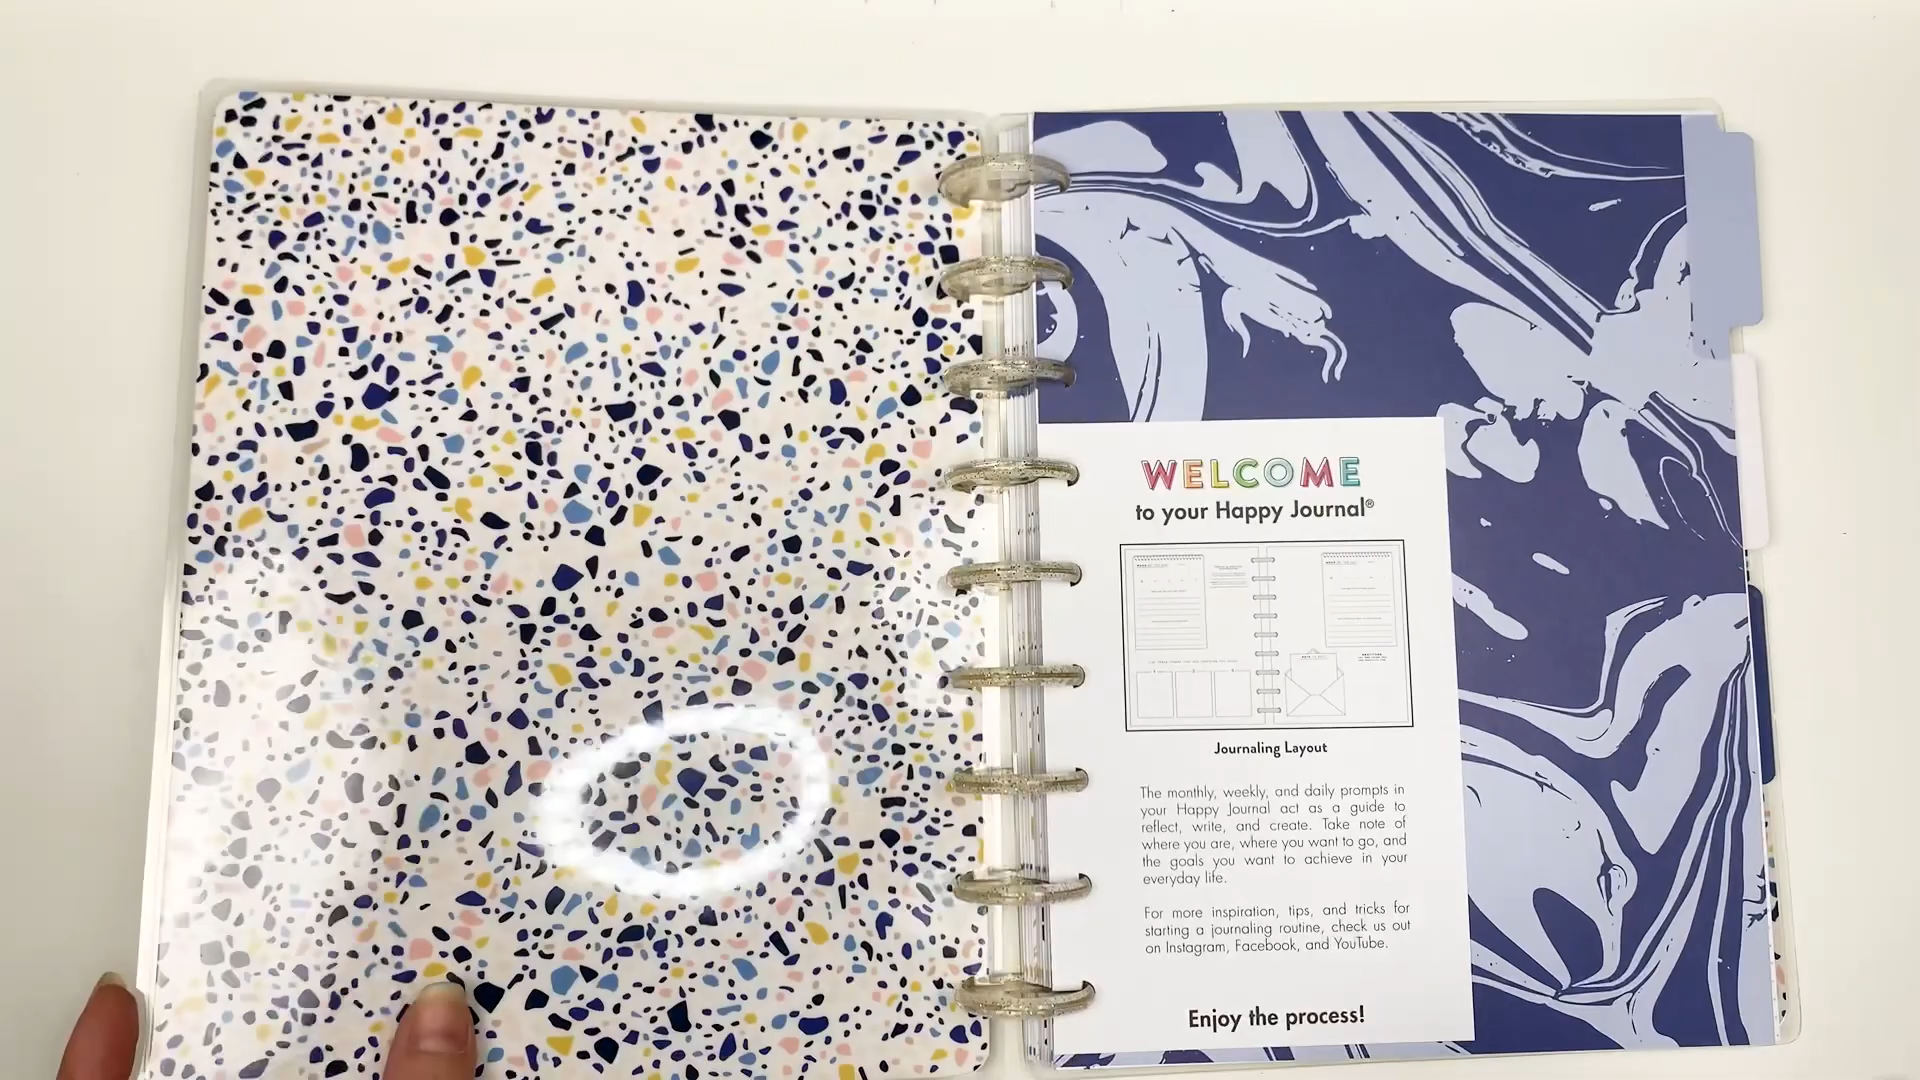 WELCOME
to your Happy Journal®
Journaling Layout
The monthly, weekly, and daily prompts in
your Happy Journal act as a guide to
reflect, write, and create. Take note of
where you are, where you want to go, and
the goals you want to achieve in your
everyday life.
For more inspiration, tips, and tricks for
starting a journaling routine, check us out
on Instagram, Facebook, and YouTube.
Enjoy the process!